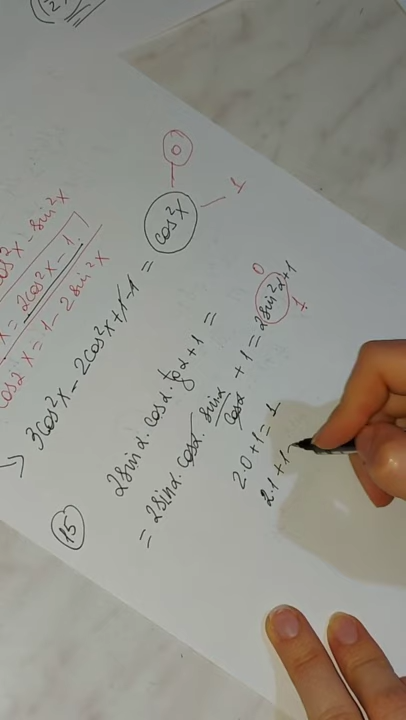 12
cos²x - sin²x
x = 2cos²x - 1
cos2x = 1 - 2sin²x
3cos²x - 2cos²x + 1 - 1 = cos²x
0
1
15
2sinα · cosα tgα + 1 =
= 2sinα · cosα · sinα/cosα + 1 = 2sin²α + 1
0
1
2·0+1=1
2·1+1-